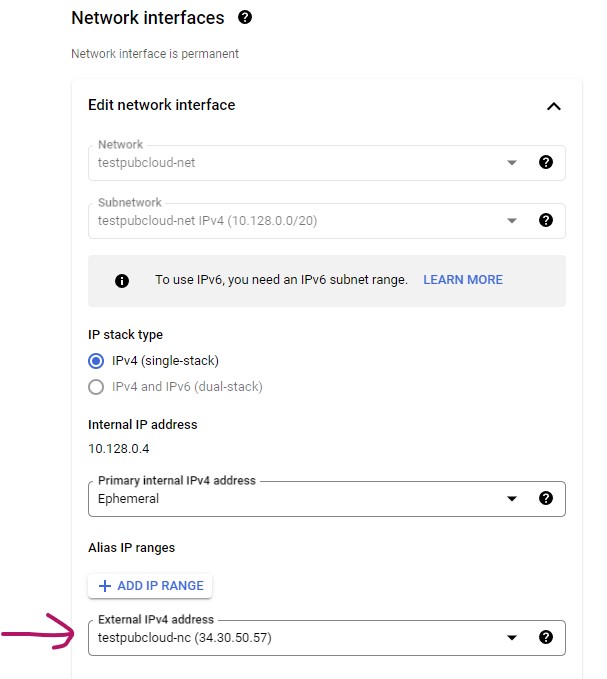 Network interfaces
Network interface is permanent
Edit network interface
Network
testpubcloud-net
Subnetwork
testpubcloud-net IPv4 (10.128.0.0/20)
To use IPv6, you need an IPv6 subnet range. LEARN MORE
IP stack type
IPv4 (single-stack)
IPv4 and IPv6 (dual-stack)
Internal IP address
10.128.0.4
Primary internal IPv4 address
Ephemeral
Alias IP ranges
+ ADD IP RANGE
External IPv4 address
testpubcloud-nc (34.30.50.57)